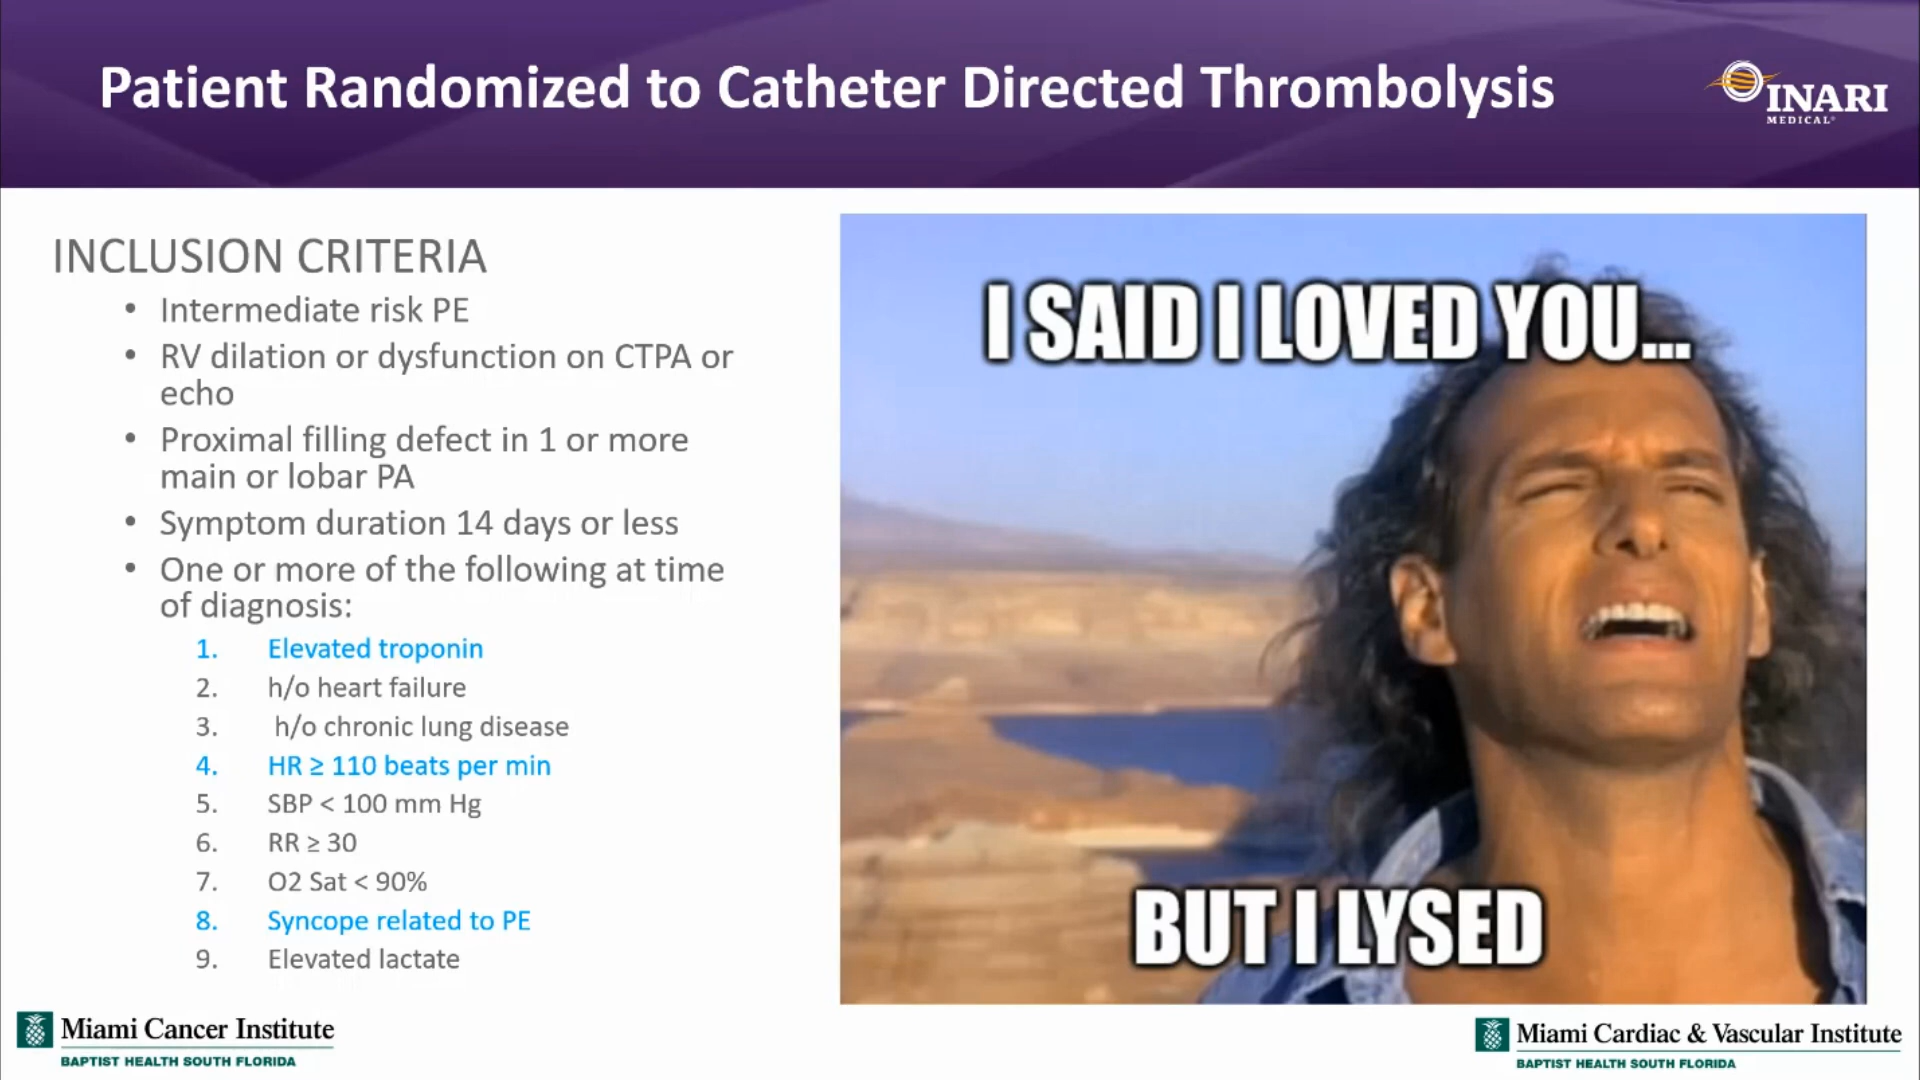 Patient Randomized to Catheter Directed Thrombolysis
INARI
MEDICAL®
INCLUSION CRITERIA
• Intermediate risk PE
• RV dilation or dysfunction on CTPA or
echo
• Proximal filling defect in 1 or more
main or lobar PA
• Symptom duration 14 days or less
• One or more of the following at time
of diagnosis:
1. Elevated troponin
2. h/o heart failure
3. h/o chronic lung disease
4. HR ≥ 110 beats per min
5. SBP < 100 mm Hg
6. RR ≥ 30
7. O2 Sat < 90%
8. Syncope related to PE
9. Elevated lactate
I SAID I LOVED YOU...
BUT I LYSED
Miami Cancer Institute
BAPTIST HEALTH SOUTH FLORIDA
Miami Cardiac & Vascular Institute
BAPTIST HEALTH SOUTH FLORIDA